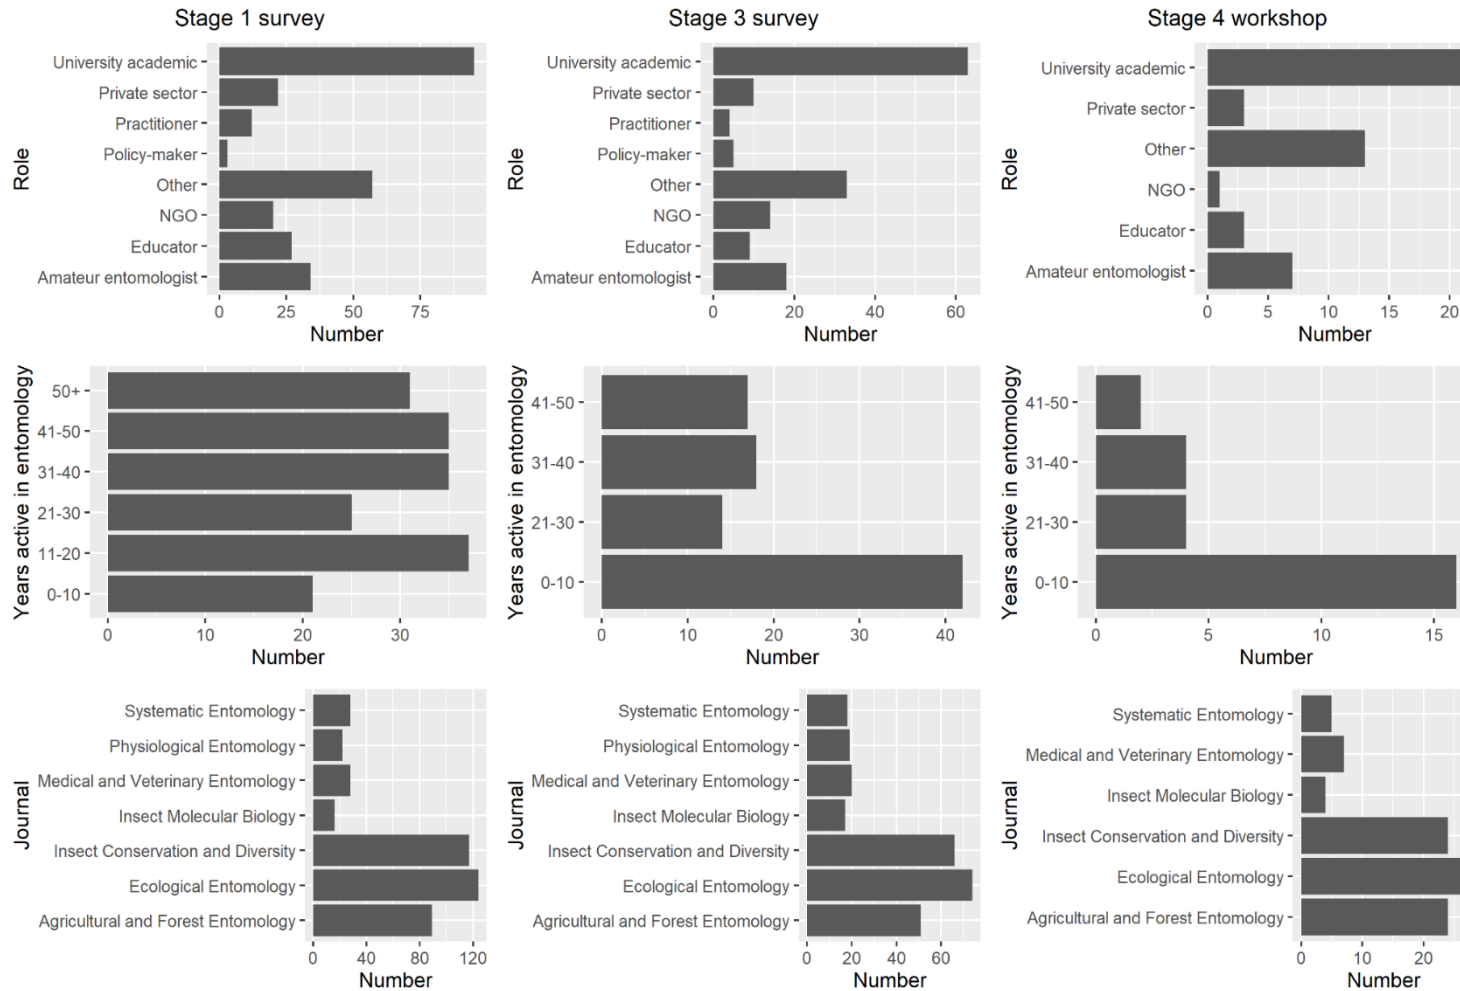 Stage 1 survey
Role
University academic
Private sector
Practitioner
Policy-maker
Other
NGO
Educator
Amateur entomologist
0 25 50 75
Number
Stage 3 survey
Role
University academic
Private sector
Practitioner
Policy-maker
Other
NGO
Educator
Amateur entomologist
0 20 40 60
Number
Stage 4 workshop
Role
University academic
Private sector
Other
NGO
Educator
Amateur entomologist
0 5 10 15 20
Number
Years active in entomology
50+
41-50
31-40
21-30
11-20
0-10
0 10 20 30
Number
Years active in entomology
41-50
31-40
21-30
0-10
0 10 20 30 40
Number
Years active in entomology
41-50
31-40
21-30
0-10
0 5 10 15
Number
Journal
Systematic Entomology
Physiological Entomology
Medical and Veterinary Entomology
Insect Molecular Biology
Insect Conservation and Diversity
Ecological Entomology
Agricultural and Forest Entomology
0 40 80 120
Number
Journal
Systematic Entomology
Physiological Entomology
Medical and Veterinary Entomology
Insect Molecular Biology
Insect Conservation and Diversity
Ecological Entomology
Agricultural and Forest Entomology
0 20 40 60
Number
Journal
Systematic Entomology
Medical and Veterinary Entomology
Insect Molecular Biology
Insect Conservation and Diversity
Ecological Entomology
Agricultural and Forest Entomology
0 10 20
Number